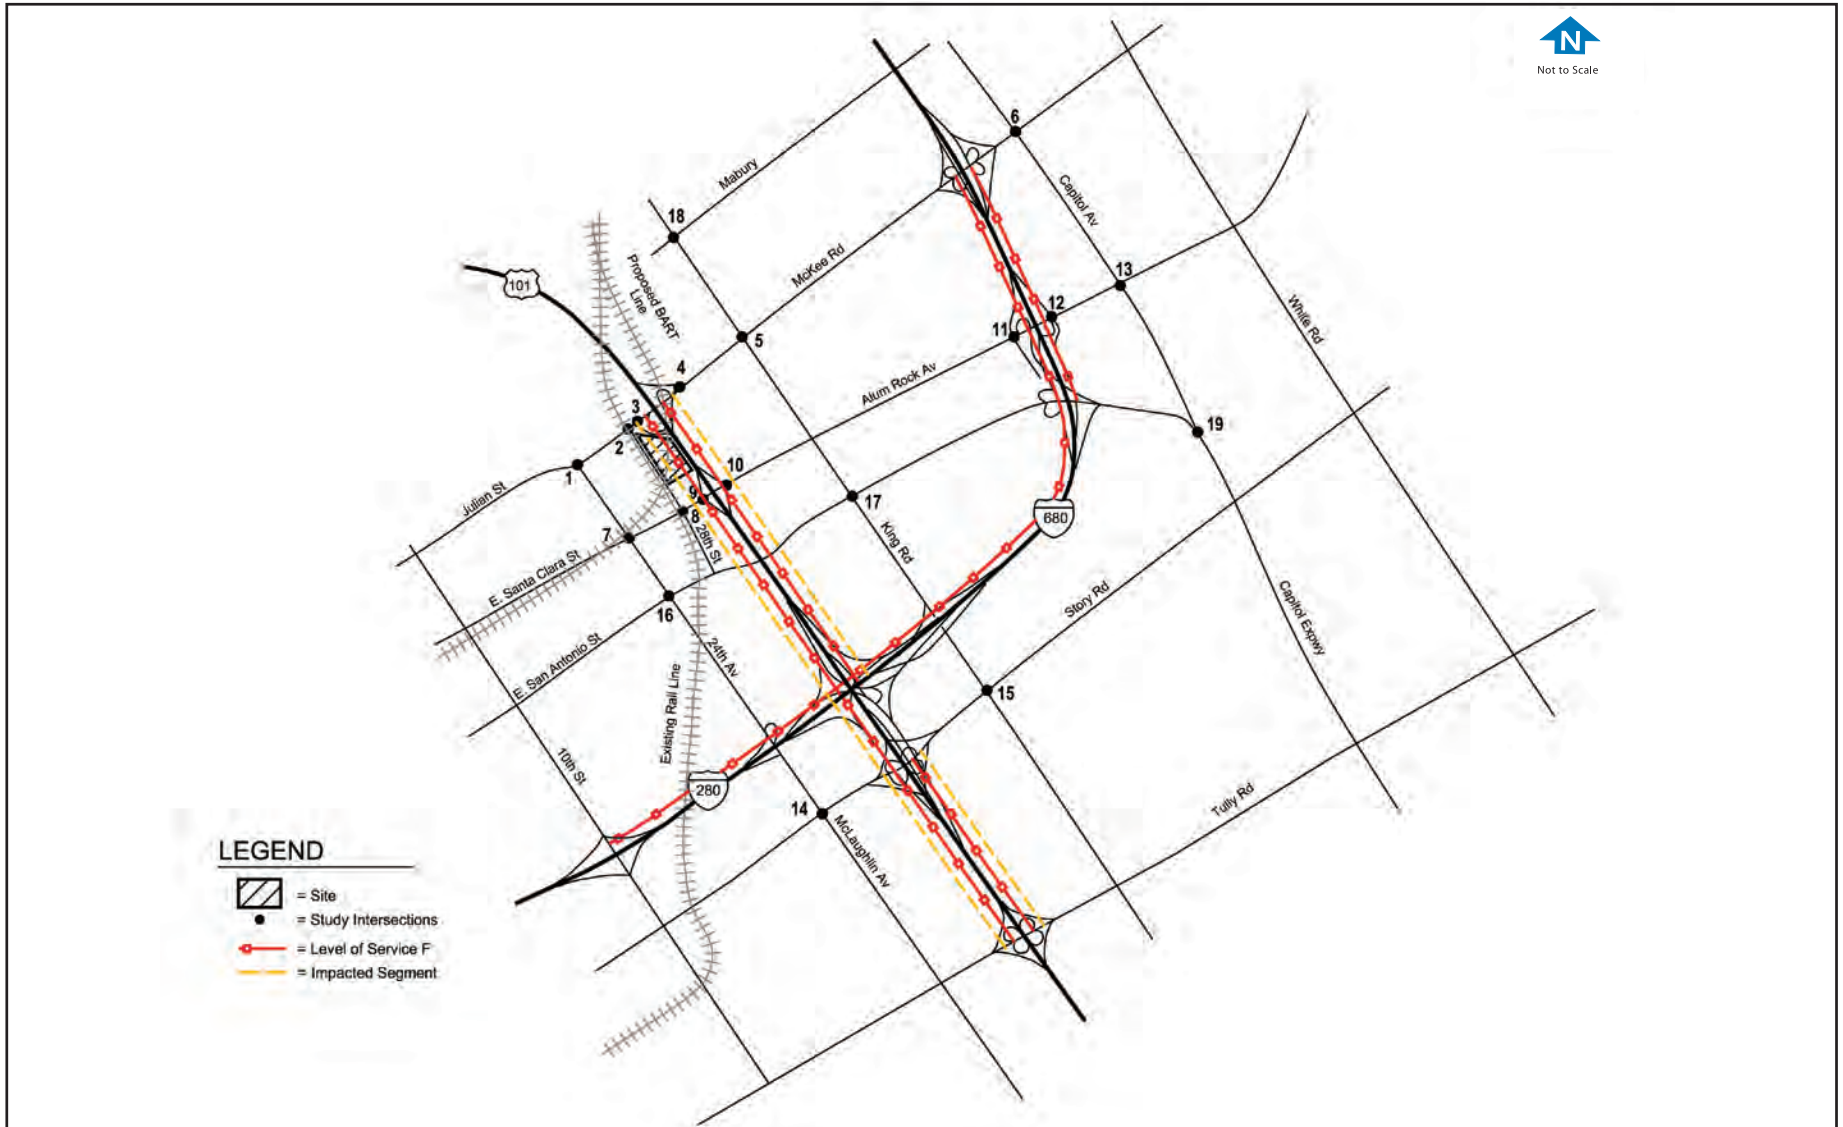 N
Not to Scale
6
Mabury
Capitol Av
18
McKee Rd
Proposed BART
Line
13
101
White Rd
12
11
5
4
Alum Rock Av
3
19
2
10
1
9
17
Julian St
8
680
7
28th St
King Rd
E. Santa Clara St
Story Rd
Capitol Expwy
16
24th Av
E. San Antonio St
15
Existing Rail Line
10th St
280
Tully Rd
14
McLaughlin Av
LEGEND
= Site
= Study Intersections
= Level of Service F
= Impacted Segment